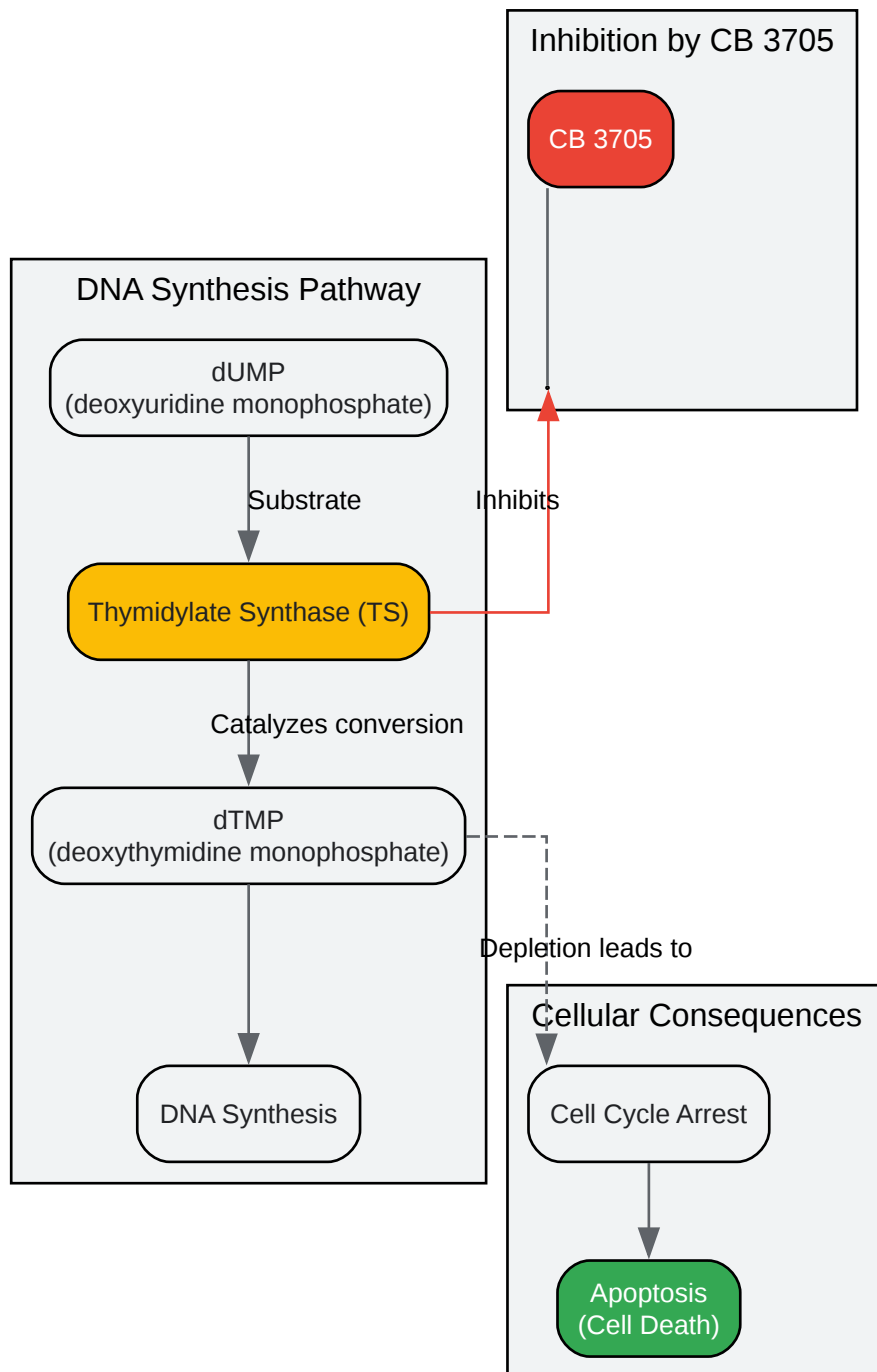 Inhibition by CB 3705
CB 3705
DNA Synthesis Pathway
dUMP
(deoxyuridine monophosphate)
Substrate
Inhibits
Thymidylate Synthase (TS)
Catalyzes conversion
dTMP
(deoxythymidine monophosphate)
Depletion leads to
Cellular Consequences
DNA Synthesis
Cell Cycle Arrest
Apoptosis
(Cell Death)